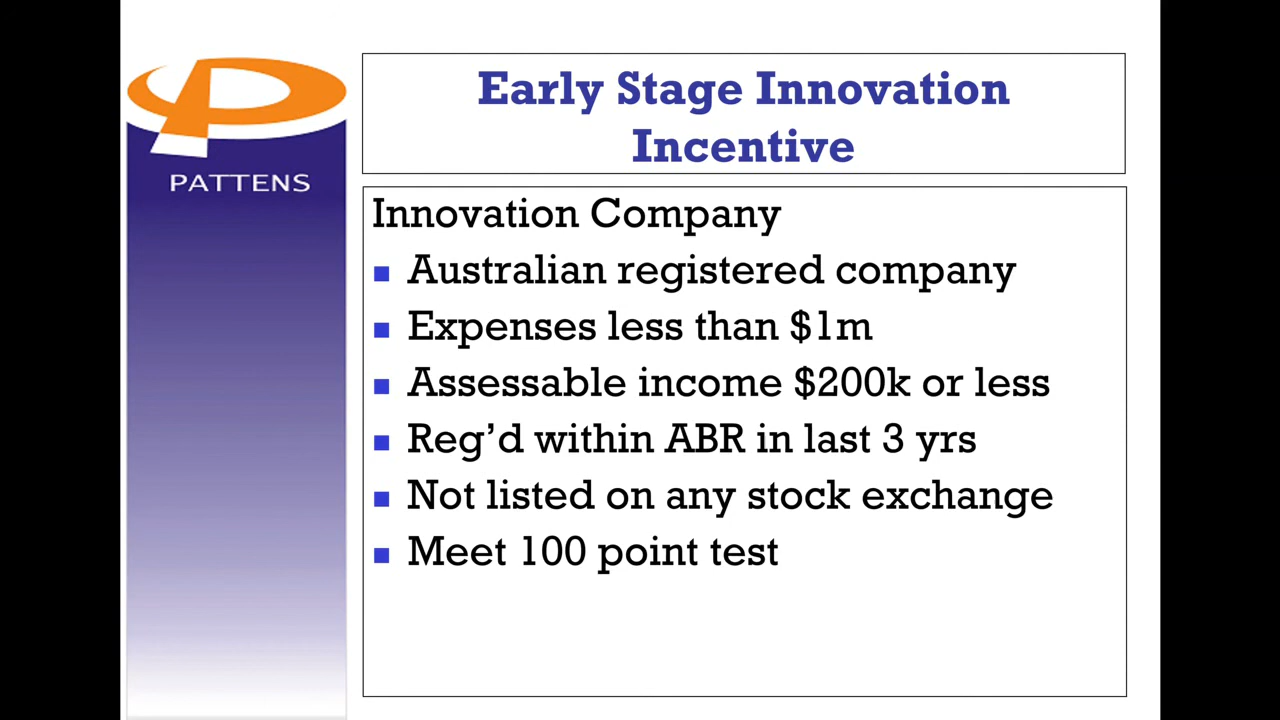 PATTENS
Early Stage Innovation
Incentive
Innovation Company
Australian registered company
Expenses less than $1m
Assessable income $200k or less
Reg’d within ABR in last 3 yrs
Not listed on any stock exchange
Meet 100 point test